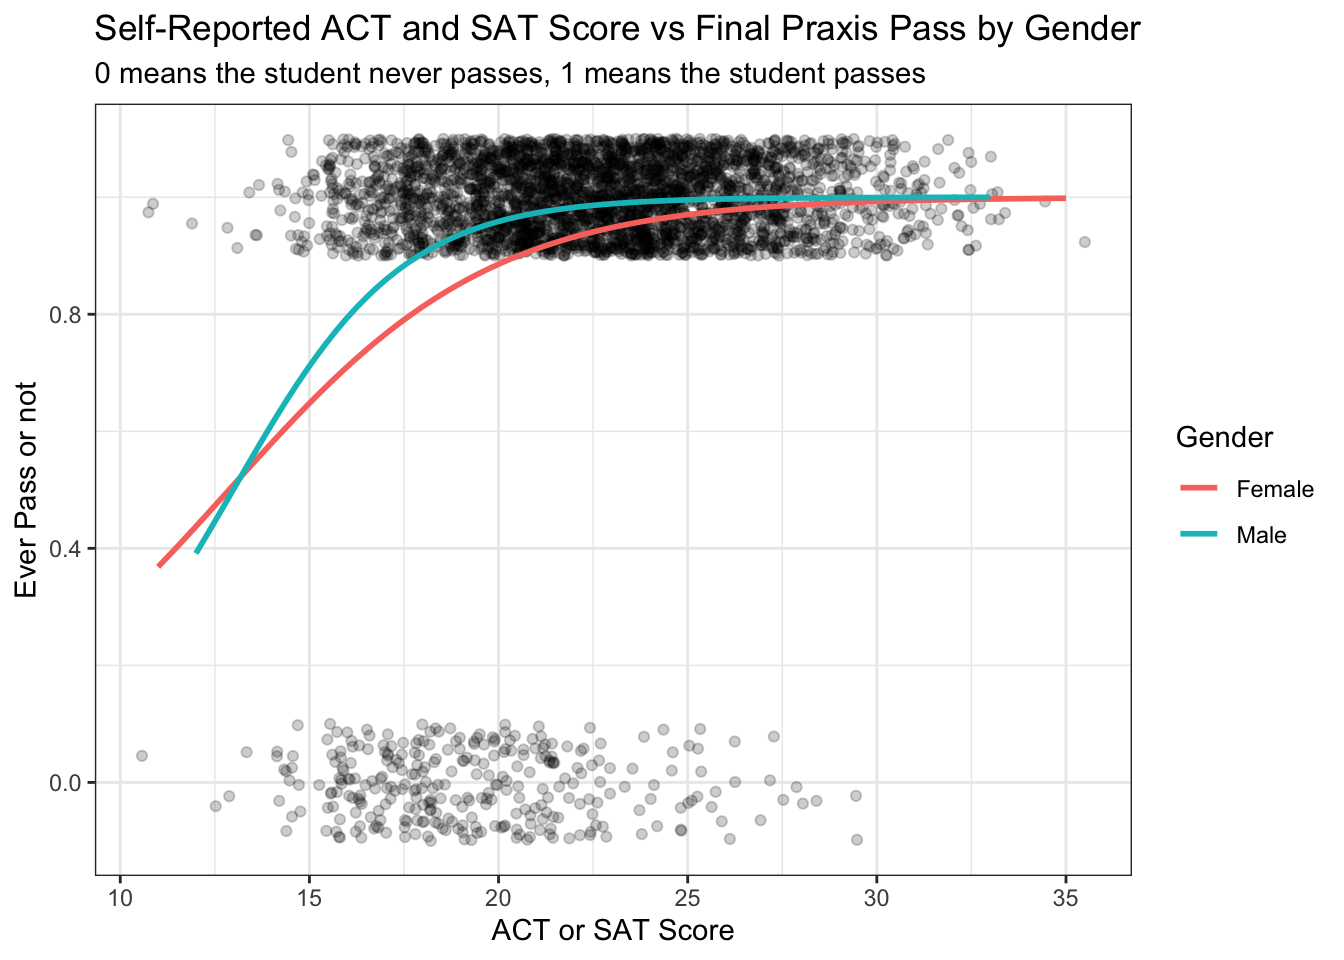 Self-Reported ACT and SAT Score vs Final Praxis Pass by Gender
0 means the student never passes, 1 means the student passes
Ever Pass or not
0.8
0.4
0.0
10 15 20 25 30 35
ACT or SAT Score
Gender
Female
Male